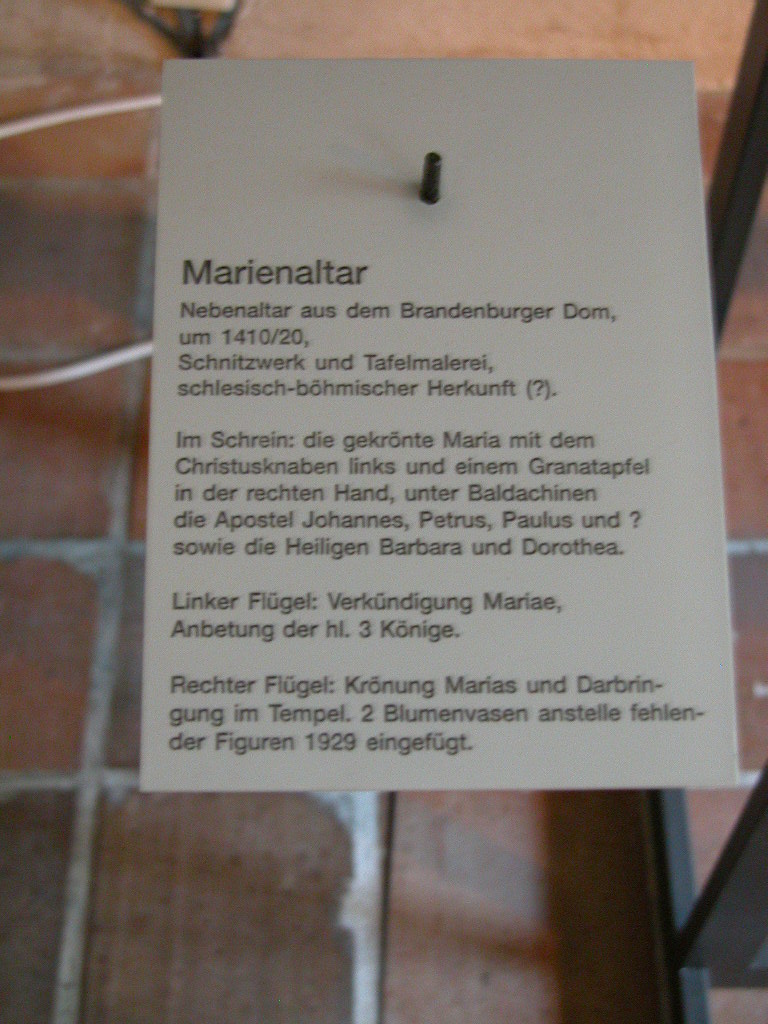 Marienaltar
Nebenaltar aus dem Brandenburger Dom,
um 1410/20,
Schnitzwerk und Tafelmalerei,
schlesisch-böhmischer Herkunft (?).
Im Schrein: die gekrönte Maria mit dem
Christusknaben links und einem Granatapfel
in der rechten Hand, unter Baldachinen
die Apostel Johannes, Petrus, Paulus und ?
sowie die Heiligen Barbara und Dorothea.
Linker Flügel: Verkündigung Mariae,
Anbetung der hl. 3 Könige.
Rechter Flügel: Krönung Marias und Darbrin-
gung im Tempel. 2 Blumenvasen anstelle fehlen-
der Figuren 1929 eingefügt.